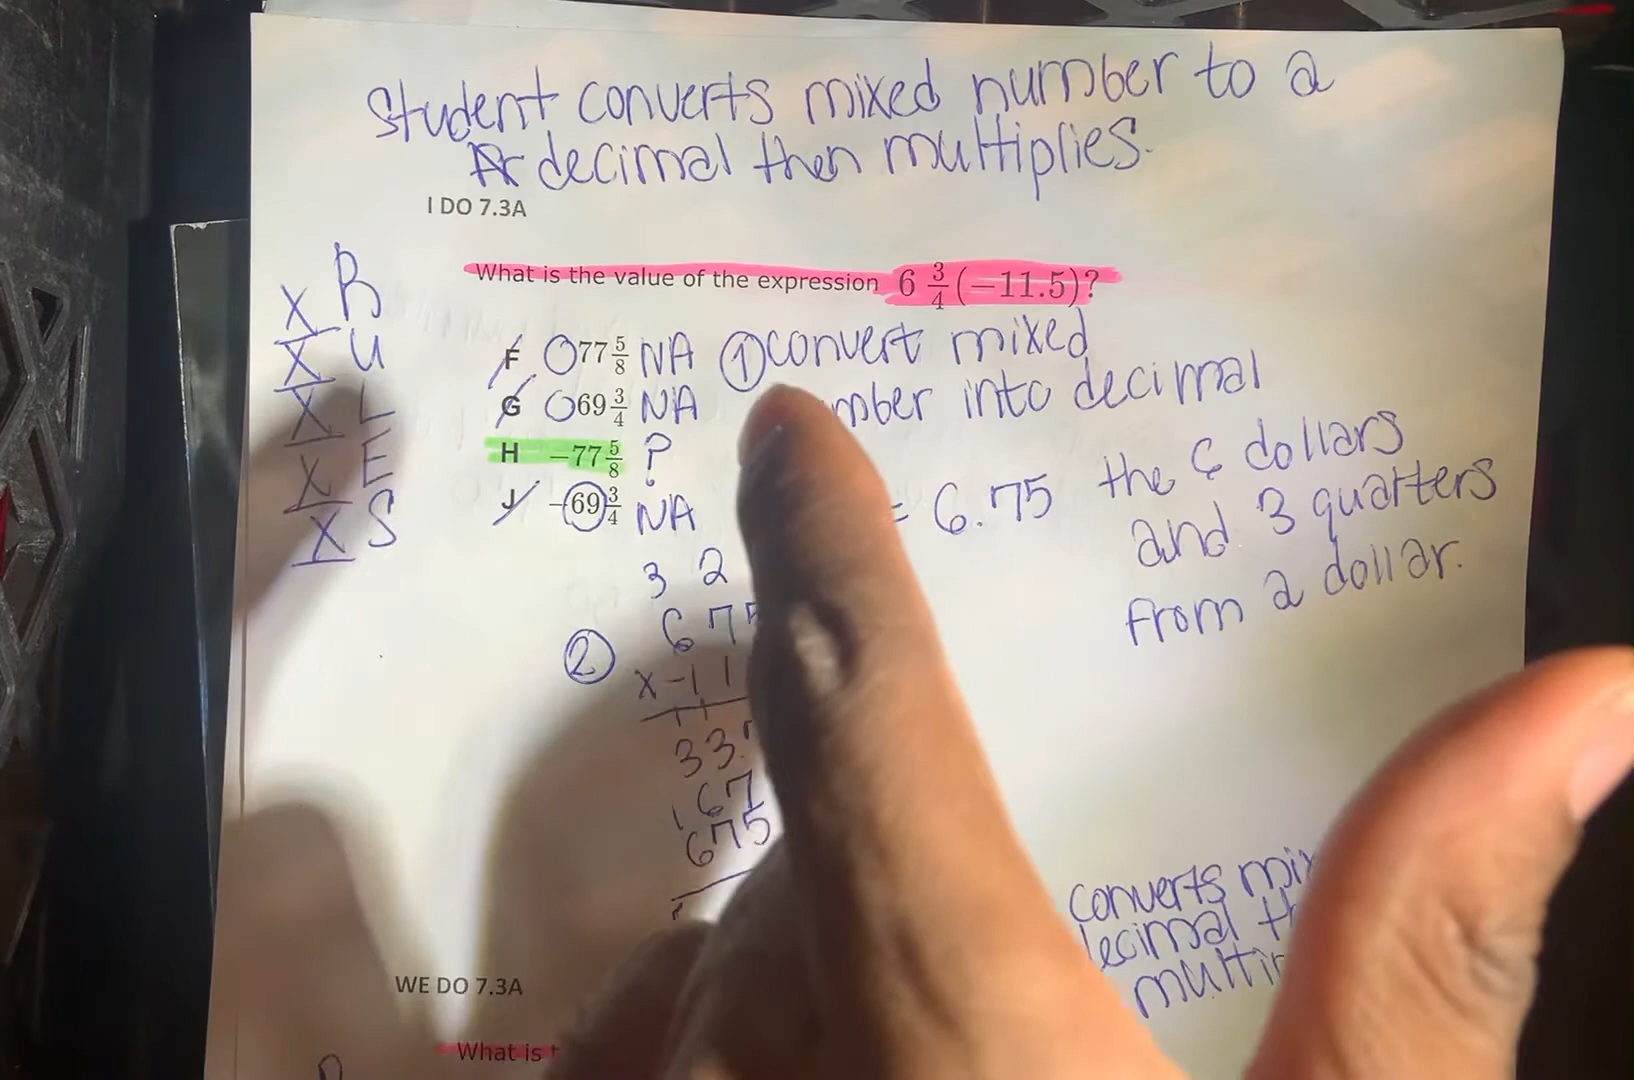 Student converts mixed number to a
decimal then multiplies.
I DO 7.3A
What is the value of the expression 6 3/4 (−11.5)?
X R
X U
X L
X E
X S
F 77 5/8 NA
G 69 3/4 NA
H −77 5/8 ?
J −69 3/4 NA
① convert mixed
into decimal
= 6.75
the 6 dollars
and 3 quarters
from a dollar.
3 2
②
67
x -11
33
167
675
converts
multi
WE DO 7.3A
What is